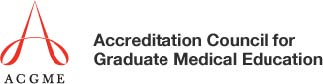 Accreditation Council for
Graduate Medical Education
ACGME